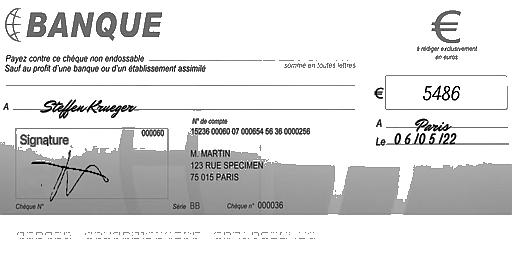 BANQUE
€
à rédiger exclusivement
en euros
Payez contre ce chèque non endossable
Sauf au profit d'une banque ou d'un établissement assimilé
somme en toutes lettres
€ 5486
A Steffen Krueger
A Paris
Le 06/05/22
Signature
000060
N° de compte
15236 00060 07 000654 56 36 0000256
M. MARTIN
123 RUE SPECIMEN
75 015 PARIS
Chèque N°
Série BB
Chèque n° 000036